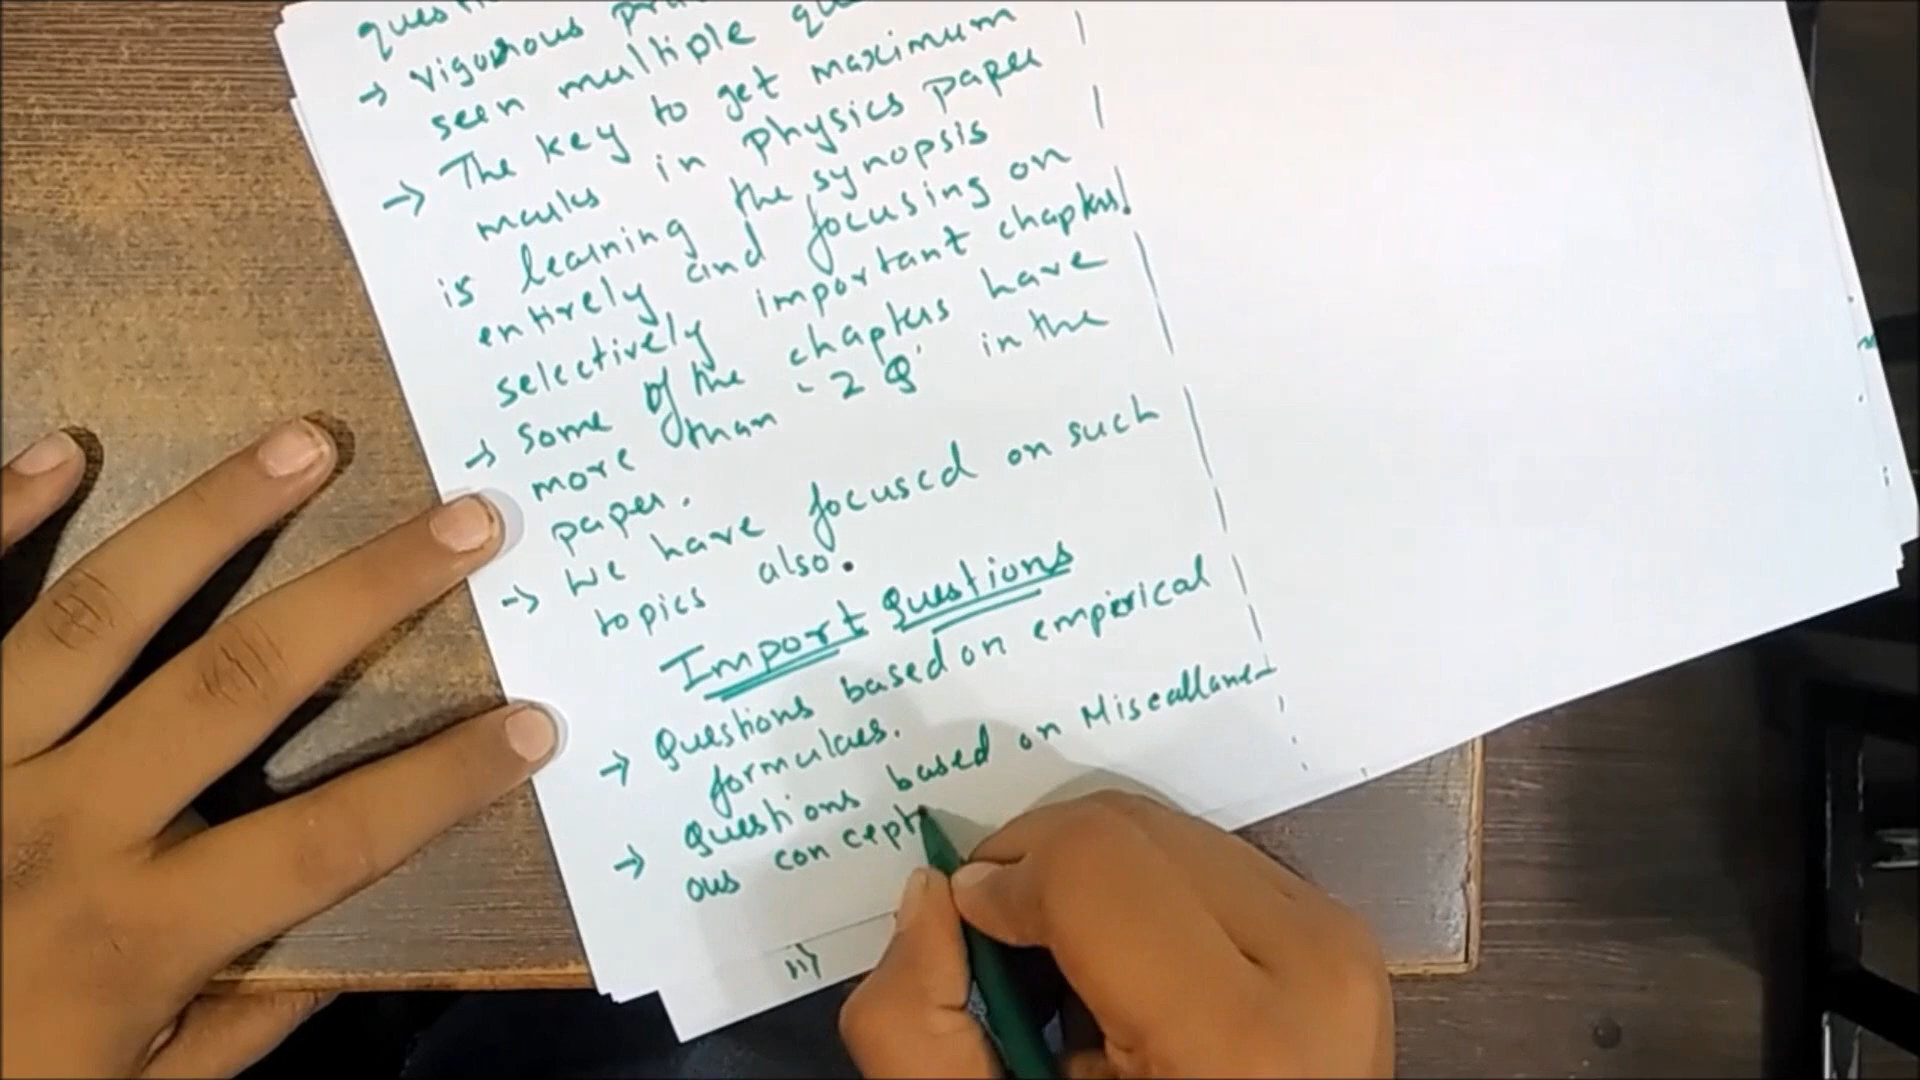 → vigorous
seen multiple
→ The key to get maximum
marks in physics paper
is learning the synopsis
entirely and focusing on
selectively important chapters!
→ Some of the chapters have
more than '2 Q' in the
paper.
→ We have focused on such
topics also.
Import Questions
→ Questions based on empirical
formulaes.
→ Questions based on Miscallane-
ous concept